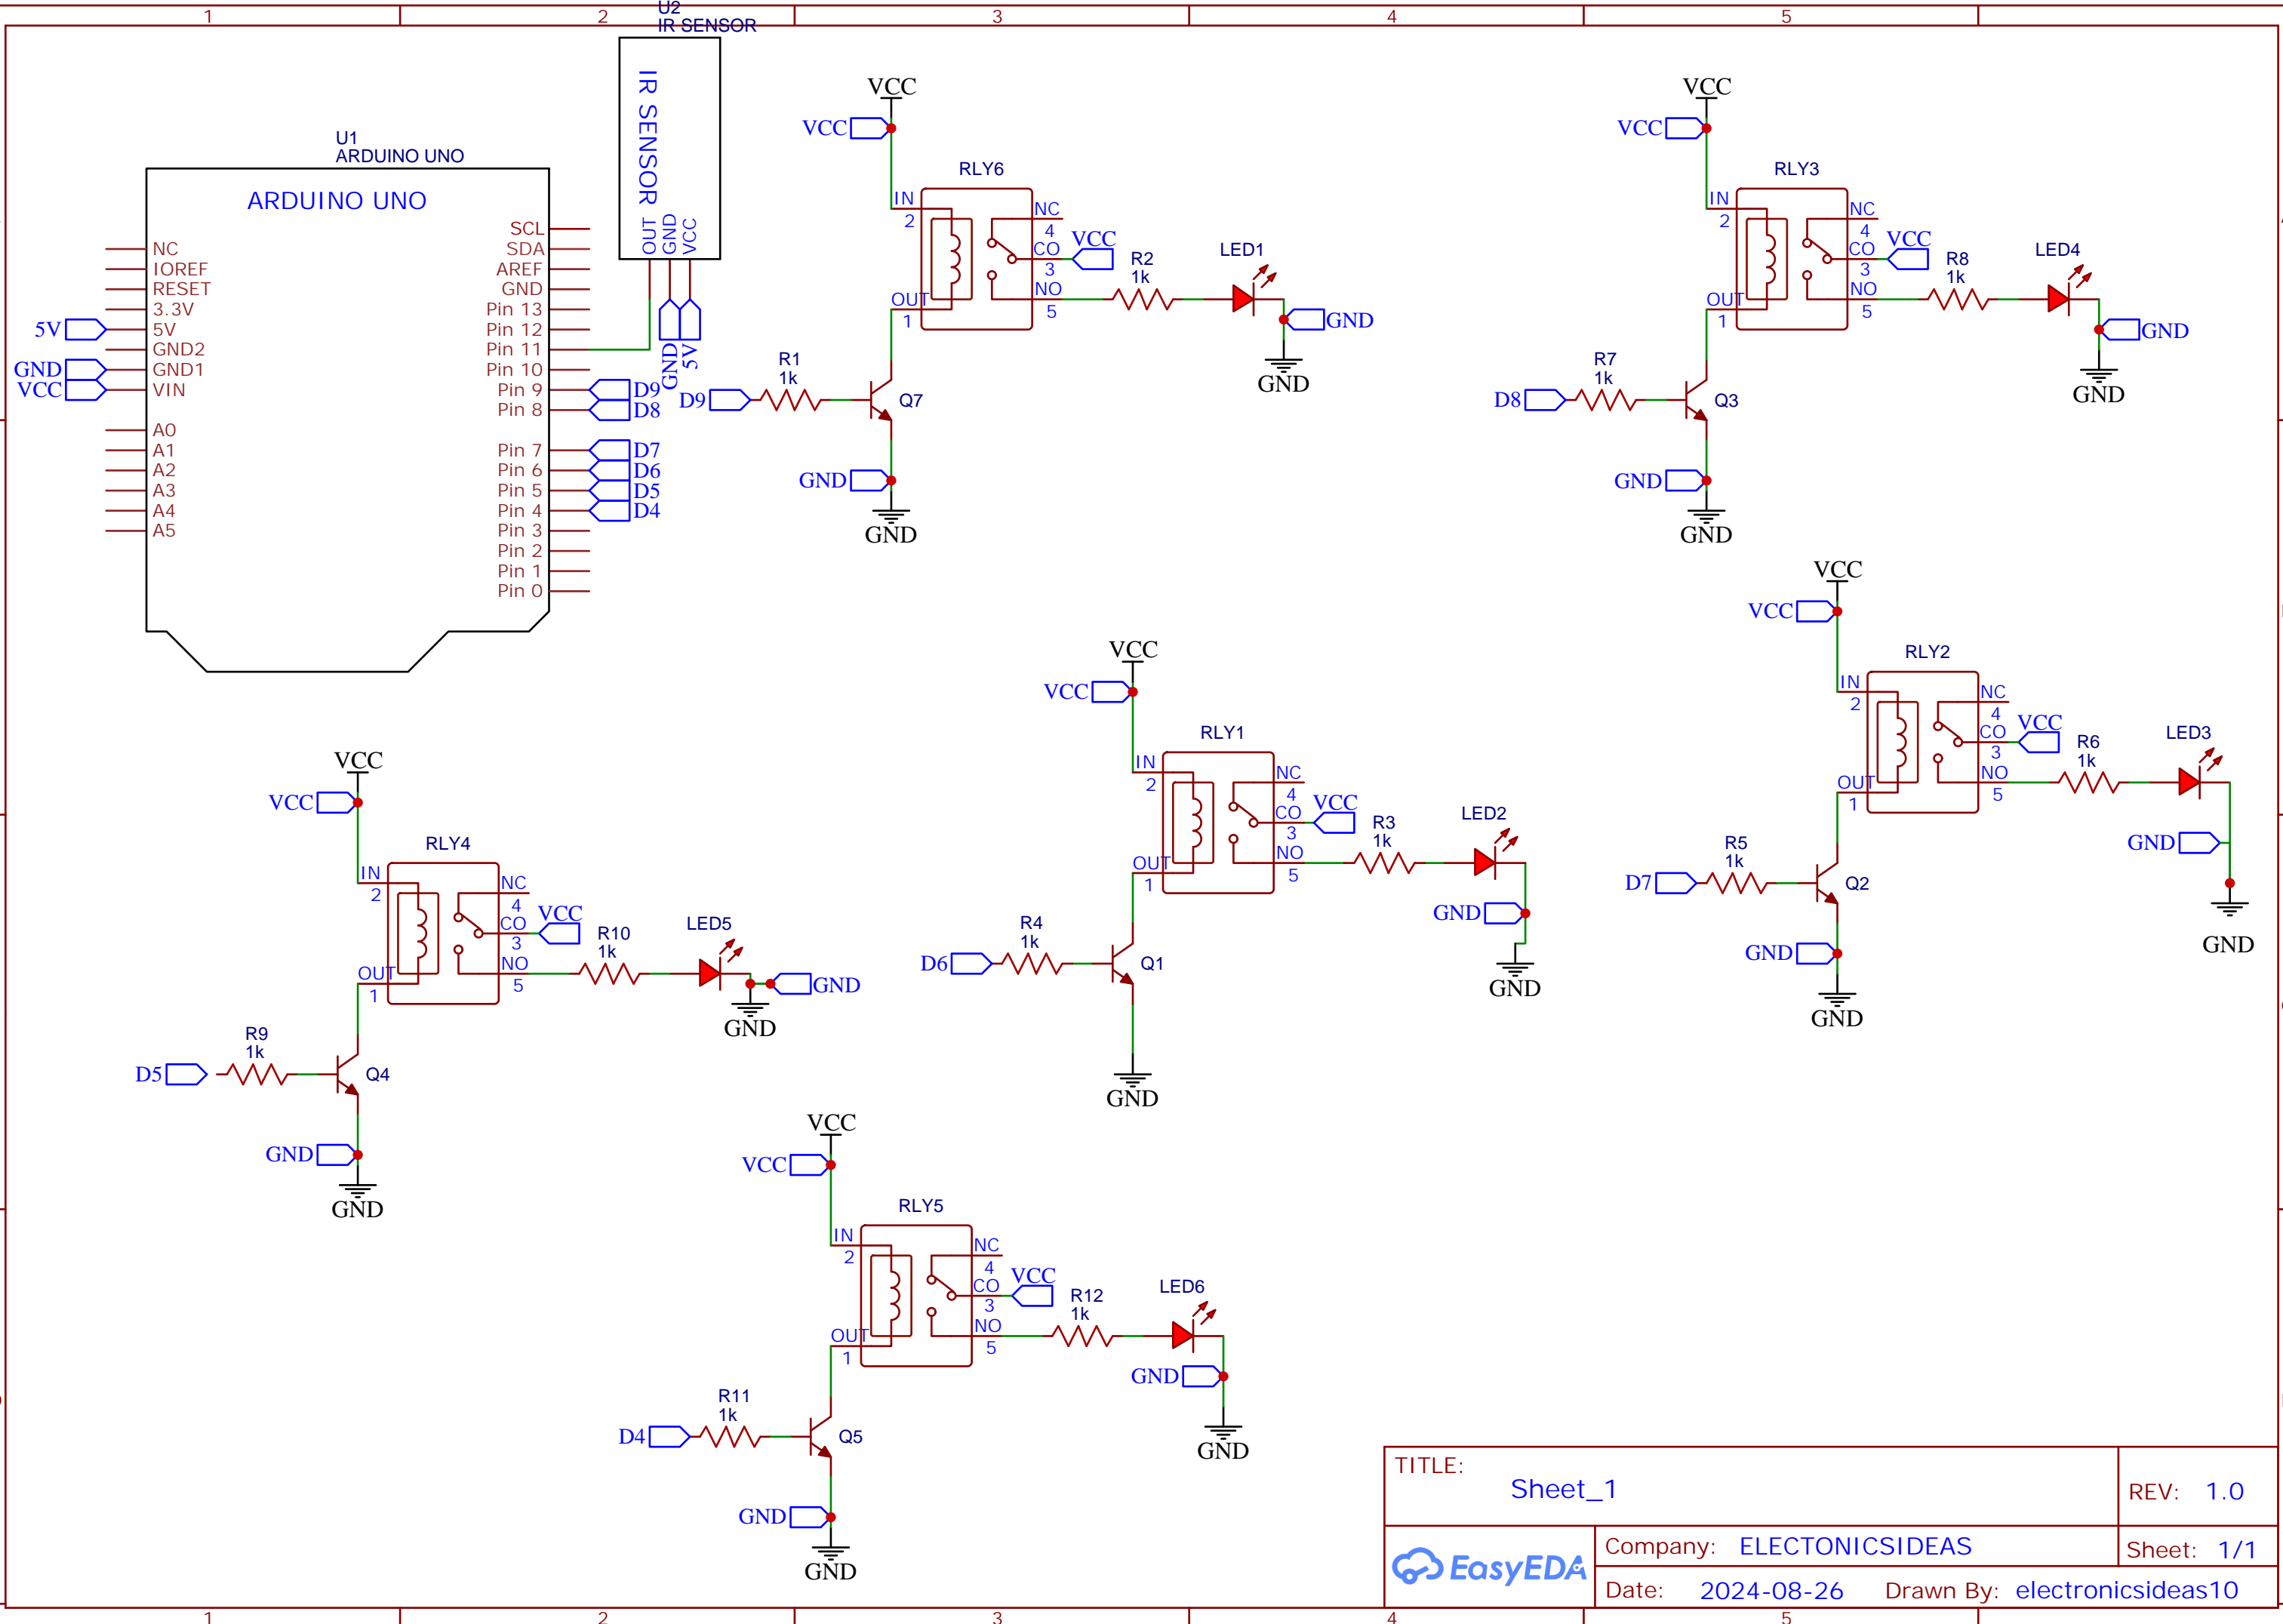 1 2 3 4 5
U2
IR SENSOR
IR SENSOR
OUT
GND
VCC
GND
5V
U1
ARDUINO UNO
ARDUINO UNO
NC
IOREF
RESET
3.3V
5V 5V
GND2
GND GND1
VCC VIN
A0
A1
A2
A3
A4
A5
SCL
SDA
AREF
GND
Pin 13
Pin 12
Pin 11
Pin 10
Pin 9 D9
Pin 8 D8
Pin 7 D7
Pin 6 D6
Pin 5 D5
Pin 4 D4
Pin 3
Pin 2
Pin 1
Pin 0
VCC
VCC
RLY6
IN
2
NC
4
CO
3
VCC
NO
5
OUT
1
R2
1k
LED1
GND
GND
R1
1k
D9
Q7
GND
GND
VCC
VCC
RLY3
IN
2
NC
4
CO
3
VCC
NO
5
OUT
1
R8
1k
LED4
GND
GND
R7
1k
D8
Q3
GND
GND
VCC
VCC
RLY2
IN
2
NC
4
CO
3
VCC
NO
5
OUT
1
R6
1k
LED3
GND
GND
R5
1k
D7
Q2
GND
GND
VCC
VCC
RLY1
IN
2
NC
4
CO
3
VCC
NO
5
OUT
1
R3
1k
LED2
GND
GND
R4
1k
D6
Q1
GND
VCC
VCC
RLY4
IN
2
NC
4
CO
3
VCC
NO
5
OUT
1
R10
1k
LED5
GND
GND
R9
1k
D5
Q4
GND
GND
VCC
VCC
RLY5
IN
2
NC
4
CO
3
VCC
NO
5
OUT
1
R12
1k
LED6
GND
GND
R11
1k
D4
Q5
GND
GND
TITLE:
Sheet_1
REV: 1.0
EasyEDA
Company: ELECTONICSIDEAS
Sheet: 1/1
Date: 2024-08-26 Drawn By: electronicsideas10
1 2 3 4 5